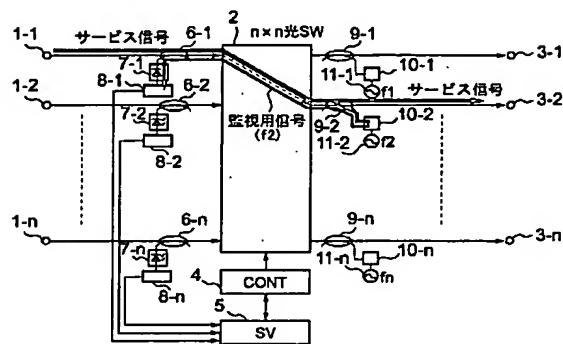 2 n×n光SW
1-1 サービス信号 6-1 9-1 3-1
7-1 11-1 10-1
8-1 6-2 f1 サービス信号
1-2 3-2
7-2 監視用信号 9-2 10-2
(f2) 11-2 f2
8-2
1-n 6-n 9-n 3-n
7-n 11-n 10-n
8-n fn
4 CONT
5
SV